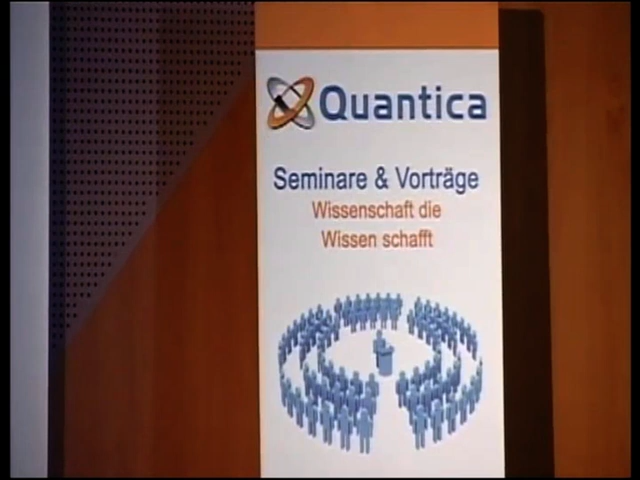 Quantica
Seminare & Vorträge
Wissenschaft die
Wissen schafft